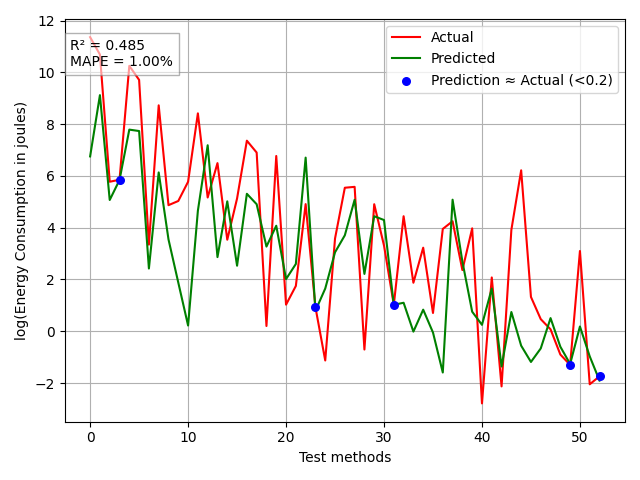 R² = 0.485
MAPE = 1.00%
Actual
Predicted
Prediction ≈ Actual (<0.2)
log(Energy Consumption in joules)
12
10
8
6
4
2
0
−2
0 10 20 30 40 50
Test methods